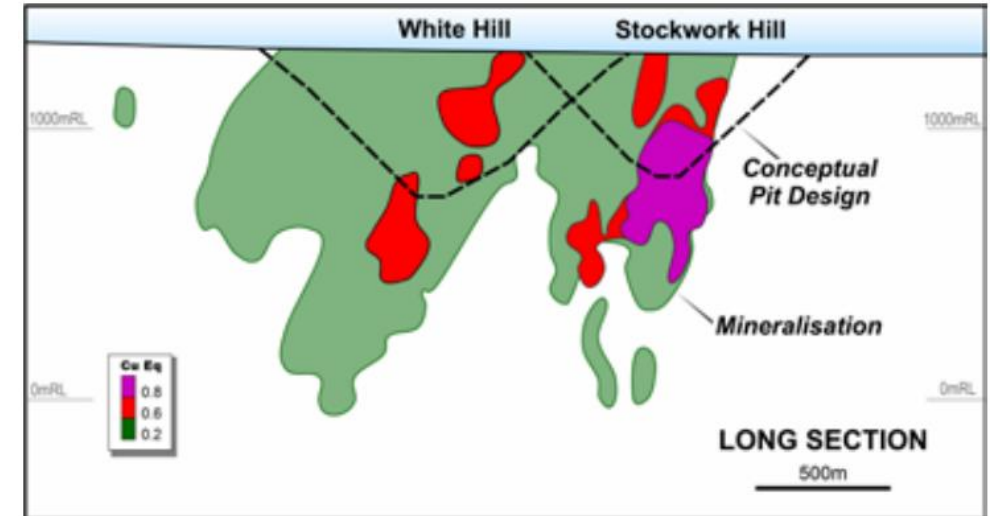 White Hill
Stockwork Hill
1000mRL
1000mRL
Conceptual
Pit Design
Mineralisation
Cu Eq
0.8
0.6
0.2
0mRL
0mRL
LONG SECTION
500m